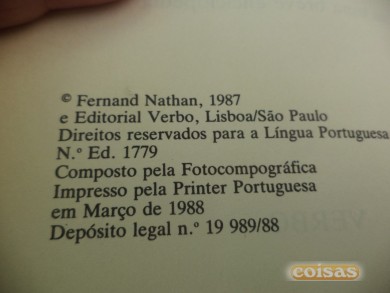 © Fernand Nathan, 1987
e Editorial Verbo, Lisboa/São Paulo
Direitos reservados para a Língua Portuguesa
N.º Ed. 1779
Composto pela Fotocompográfica
Impresso pela Printer Portuguesa
em Março de 1988
Depósito legal n.º 19 989/88
coisas